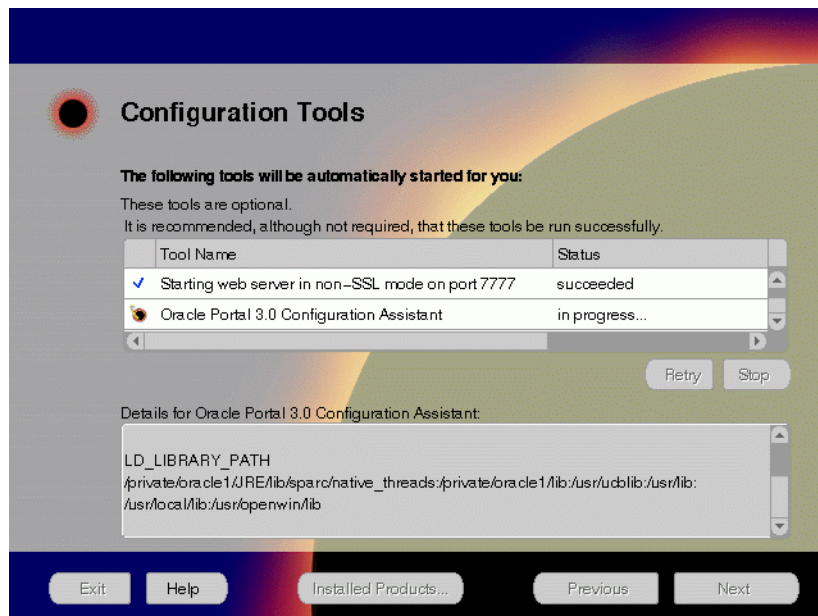 Configuration Tools
The following tools will be automatically started for you:
These tools are optional.
It is recommended, although not required, that these tools be run successfully.
Tool Name Status
Starting web server in non-SSL mode on port 7777 succeeded
Oracle Portal 3.0 Configuration Assistant in progress...
Retry Stop
Details for Oracle Portal 3.0 Configuration Assistant:
LD_LIBRARY_PATH
/private/oracle1/JRE/lib/sparc/native_threads:/private/oracle1/lib:/usr/ucblib:/usr/lib:
/usr/local/lib:/usr/openwin/lib
Exit Help Installed Products... Previous Next